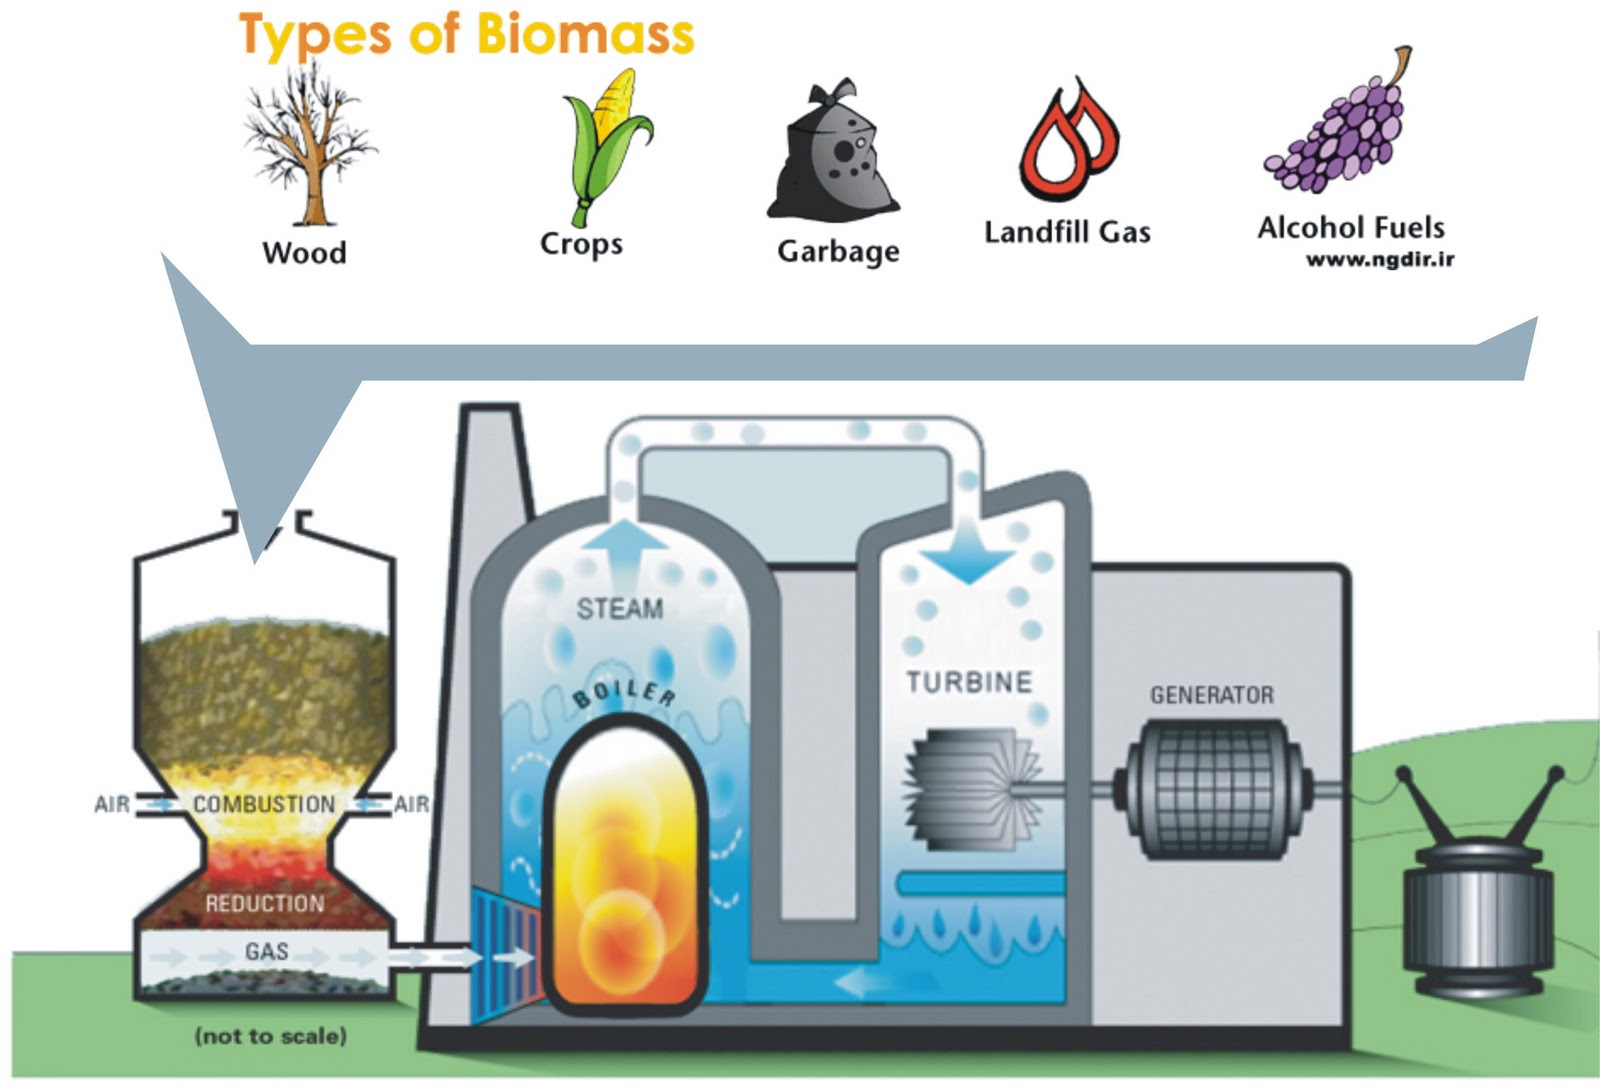 Types of Biomass
Wood
Crops
Garbage
Landfill Gas
Alcohol Fuels
www.ngdir.ir
STEAM
BOILER
TURBINE
GENERATOR
AIR
COMBUSTION
AIR
REDUCTION
GAS
(not to scale)